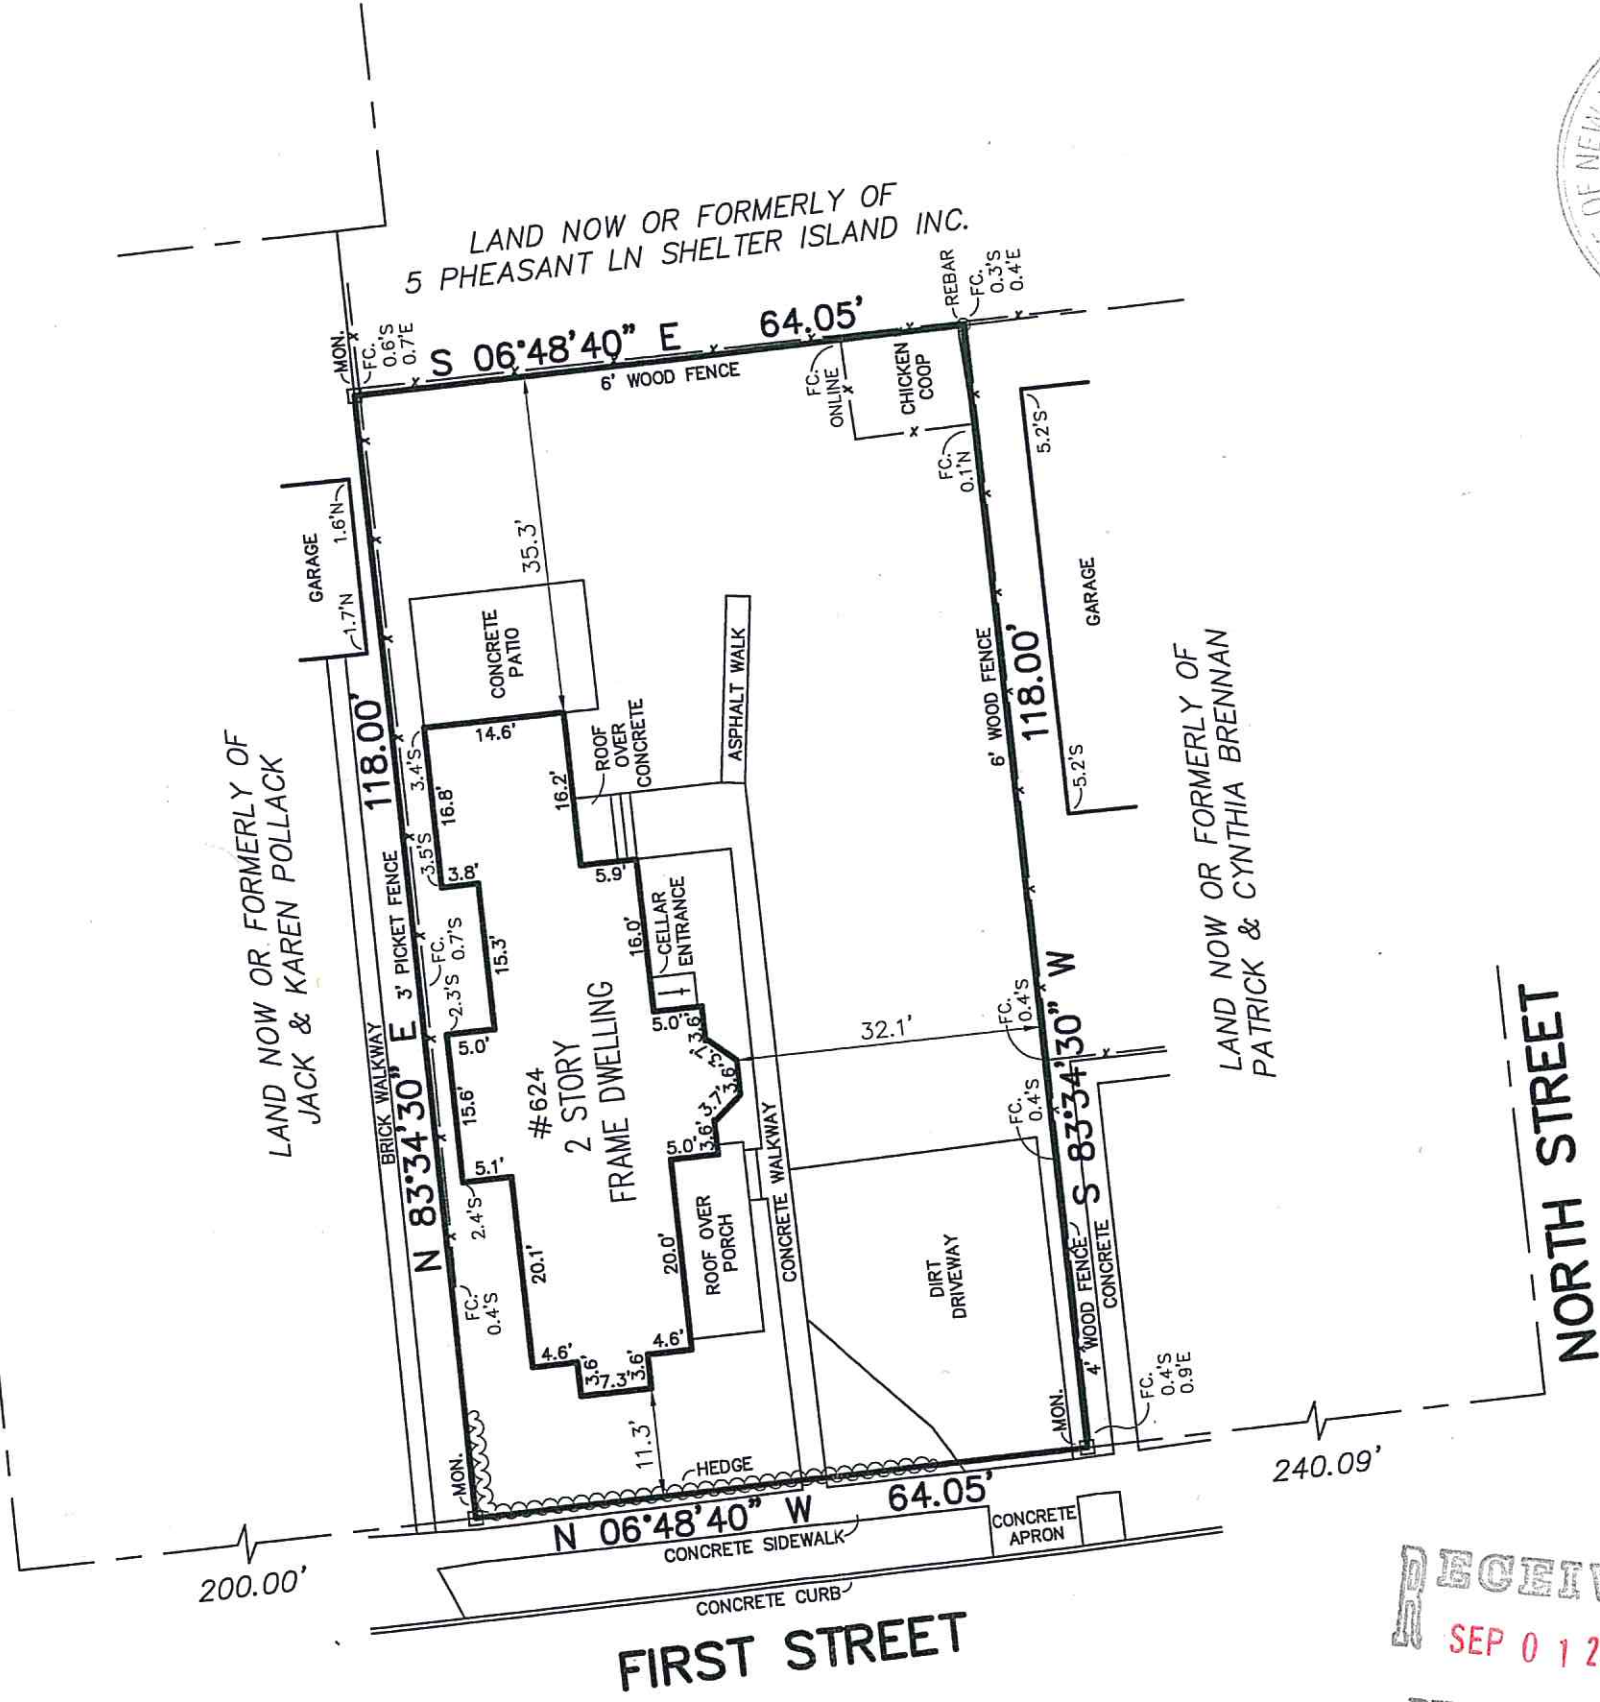 OF NEW
LAND NOW OR FORMERLY OF
5 PHEASANT LN SHELTER ISLAND INC.
MON.
FC.
0.6'S
0.7'E
S 06°48'40" E
64.05'
6' WOOD FENCE
REBAR
FC.
0.3'S
0.4'E
FC.
ONLINE
CHICKEN
COOP
FC.
0.1'N
5.2'S
GARAGE
5.2'S
GARAGE
1.6'N
1.7'N
35.3'
CONCRETE
PATIO
ASPHALT WALK
ROOF
OVER
CONCRETE
6' WOOD FENCE
118.00'
LAND NOW OR FORMERLY OF
PATRICK & CYNTHIA BRENNAN
LAND NOW OR FORMERLY OF
JACK & KAREN POLLACK
118.00'
14.6'
3.4'S
16.8'
16.2'
3.5'S
3.8'
5.9'
3' PICKET FENCE
FC.
0.7'S
15.3'
16.0'
CELLAR
ENTRANCE
2.3'S
5.0'
5.0'
3.6'
5.1'
3.6'
3.7'
3.6'
5.0'
32.1'
FC.
0.4'S
FC.
0.4'S
S 83°34'30" W
BRICK WALKWAY
N 83°34'30" E
15.6'
#624
2 STORY
FRAME DWELLING
5.1'
2.4'S
20.1'
20.0'
ROOF OVER
PORCH
CONCRETE WALKWAY
DIRT
DRIVEWAY
4' WOOD FENCE
CONCRETE
FC.
0.4'S
4.6'
3.6'
7.3'
3.6'
4.6'
11.3'
MON.
HEDGE
MON.
FC.
0.4'S
0.9'E
NORTH STREET
240.09'
N 06°48'40" W
64.05'
CONCRETE SIDEWALK
CONCRETE
APRON
CONCRETE CURB
200.00'
FIRST STREET
RECEIV
SEP 0 1 2